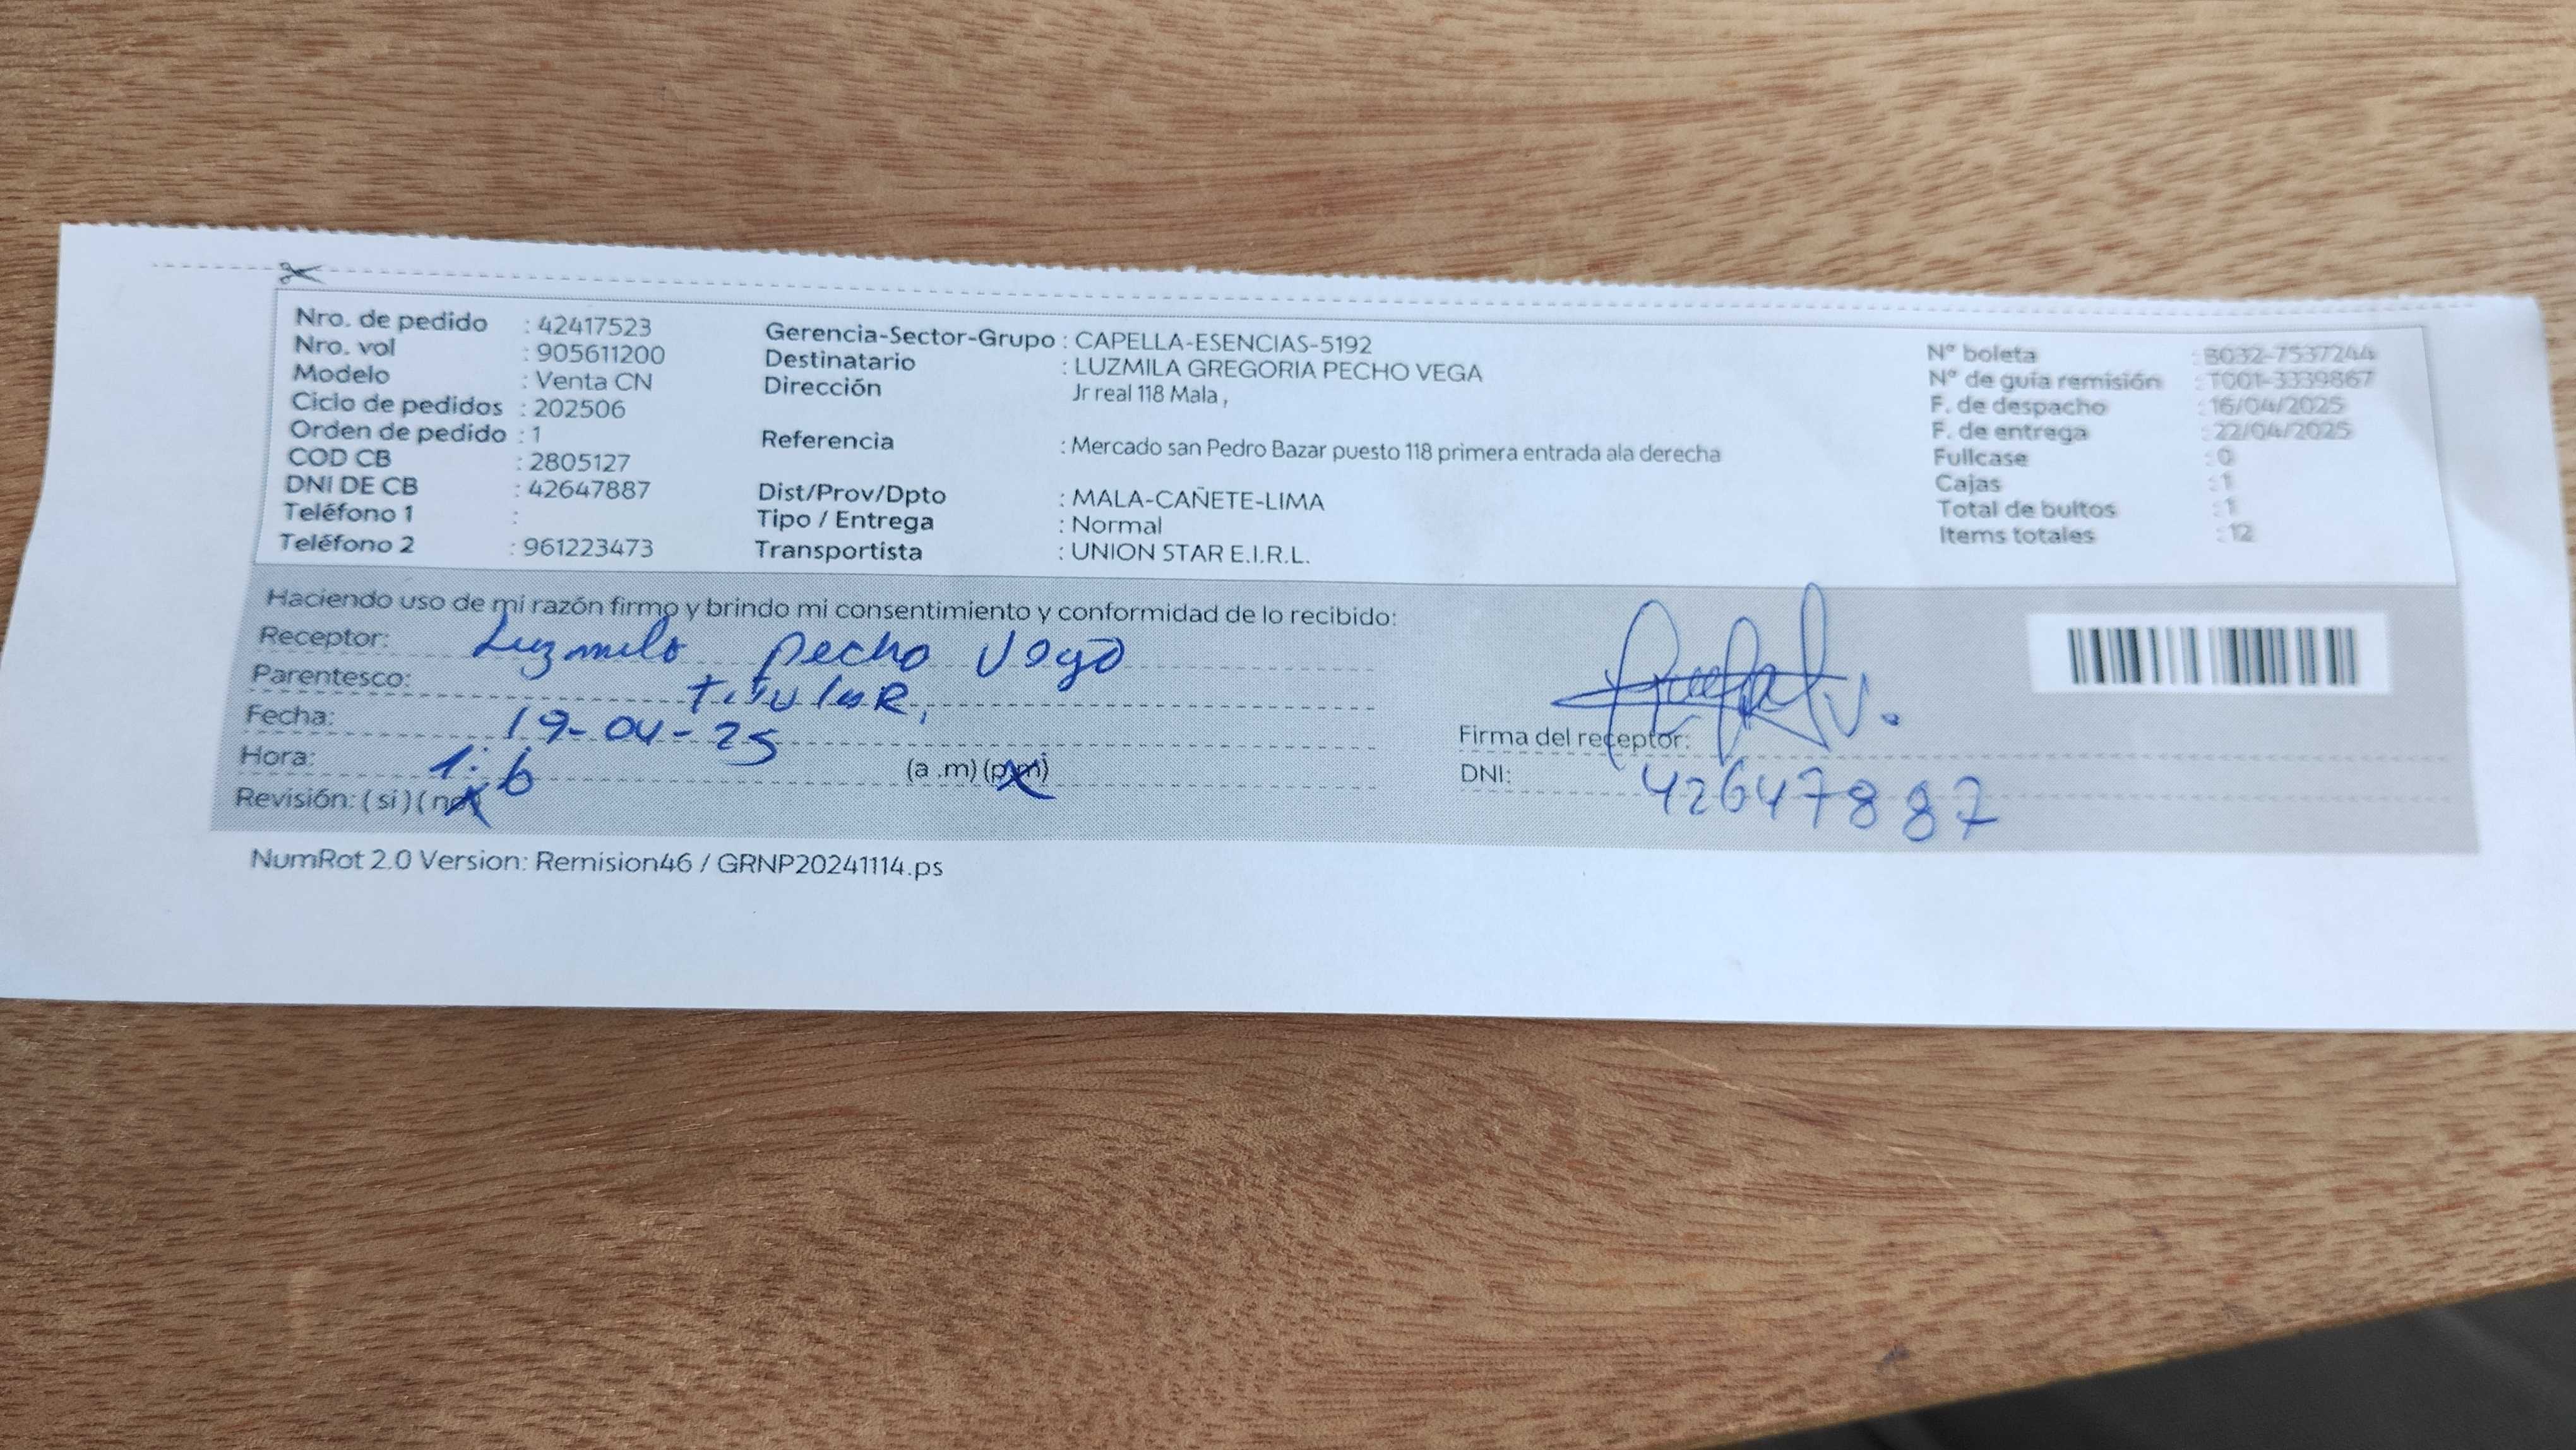 Nro. de pedido : 42417523
Nro. vol : 905611200
Modelo : Venta CN
Ciclo de pedidos : 202506
Orden de pedido : 1
COD CB : 2805127
DNI DE CB : 42647887
Teléfono 1 :
Teléfono 2 : 961223473
Gerencia-Sector-Grupo : CAPELLA-ESENCIAS-5192
Destinatario : LUZMILA GREGORIA PECHO VEGA
Dirección Jr real 118 Mala ,
Referencia : Mercado san Pedro Bazar puesto 118 primera entrada ala derecha
Dist/Prov/Dpto : MALA-CAÑETE-LIMA
Tipo / Entrega : Normal
Transportista : UNION STAR E.I.R.L.
N° boleta : B032-7537244
N° de guía remisión : T001-3339867
F. de despacho : 16/04/2025
F. de entrega : 22/04/2025
Fullcase : 0
Cajas : 1
Total de bultos : 1
Items totales : 12
Haciendo uso de mi razón firmo y brindo mi consentimiento y conformidad de lo recibido:
Receptor: Luzmila Pecho Vega
Parentesco: titulaR,
Fecha: 19-04-25
Hora: 1:6 (a .m) (p.m)
Revisión: ( si ) ( no )
Firma del receptor:
DNI: 42647887
NumRot 2.0 Version: Remision46 / GRNP20241114.ps